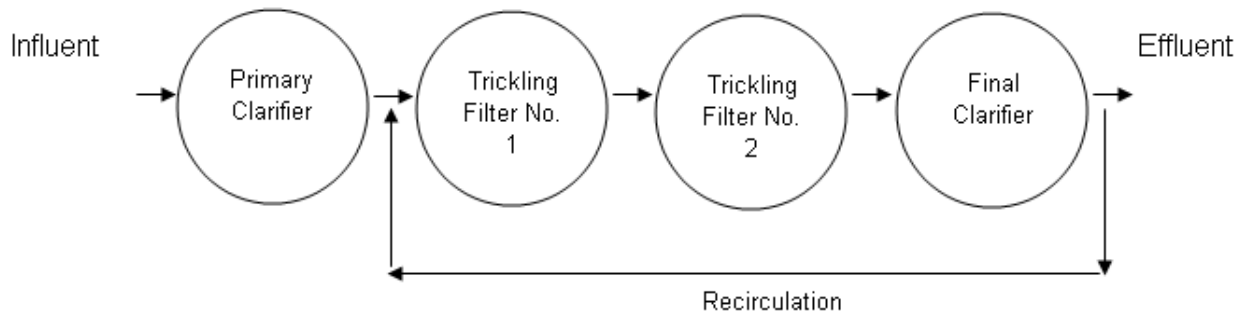 Influent
Primary
Clarifier
Trickling
Filter No.
1
Trickling
Filter No.
2
Final
Clarifier
Effluent
Recirculation